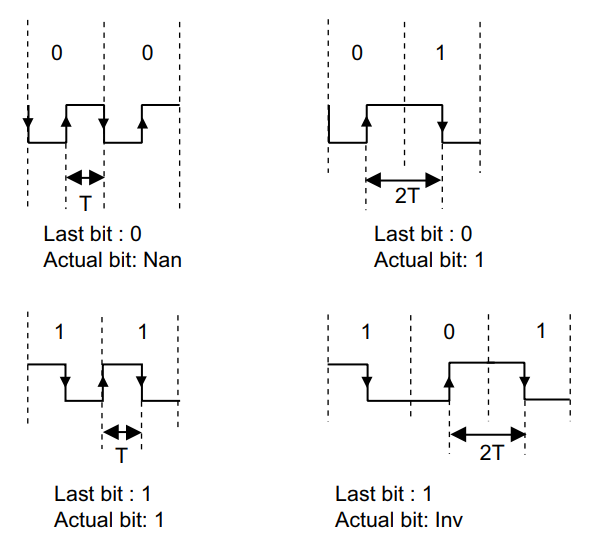 0 0
T
Last bit : 0
Actual bit: Nan
0 1
2T
Last bit : 0
Actual bit: 1
1 1
T
Last bit : 1
Actual bit: 1
1 0 1
2T
Last bit : 1
Actual bit: Inv